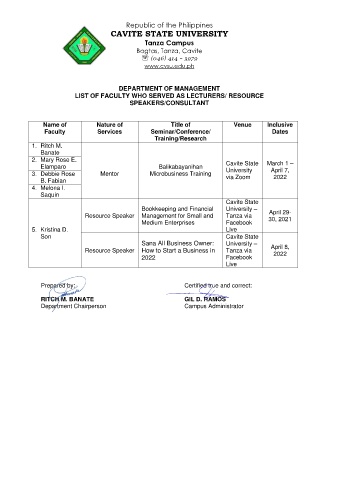 Republic of the Philippines
CAVITE STATE UNIVERSITY
Tanza Campus
Bagtas, Tanza, Cavite
☏ (046) 414 - 3979
www.cvsu.edu.ph
DEPARTMENT OF MANAGEMENT
LIST OF FACULTY WHO SERVED AS LECTURERS/ RESOURCE
SPEAKERS/CONSULTANT
Name of Faculty
Nature of Services
Title of Seminar/Conference/ Training/Research
Venue
Inclusive Dates
1. Ritch M. Banate
2. Mary Rose E. Elamparo
3. Debbie Rose B. Fabian
4. Melona I. Saquin
Mentor
Balikabayanihan
Microbusiness Training
Cavite State
University
via Zoom
March 1 –
April 7,
2022
5. Kristina D. Son
Resource Speaker
Bookkeeping and Financial
Management for Small and
Medium Enterprises
Cavite State
University –
Tanza via
Facebook
Live
April 29-
30, 2021
Resource Speaker
Sana All Business Owner:
How to Start a Business in
2022
Cavite State
University –
Tanza via
Facebook
Live
April 8,
2022
Prepared by:
Certified true and correct:
RITCH M. BANATE
GIL D. RAMOS
Department Chairperson
Campus Administrator